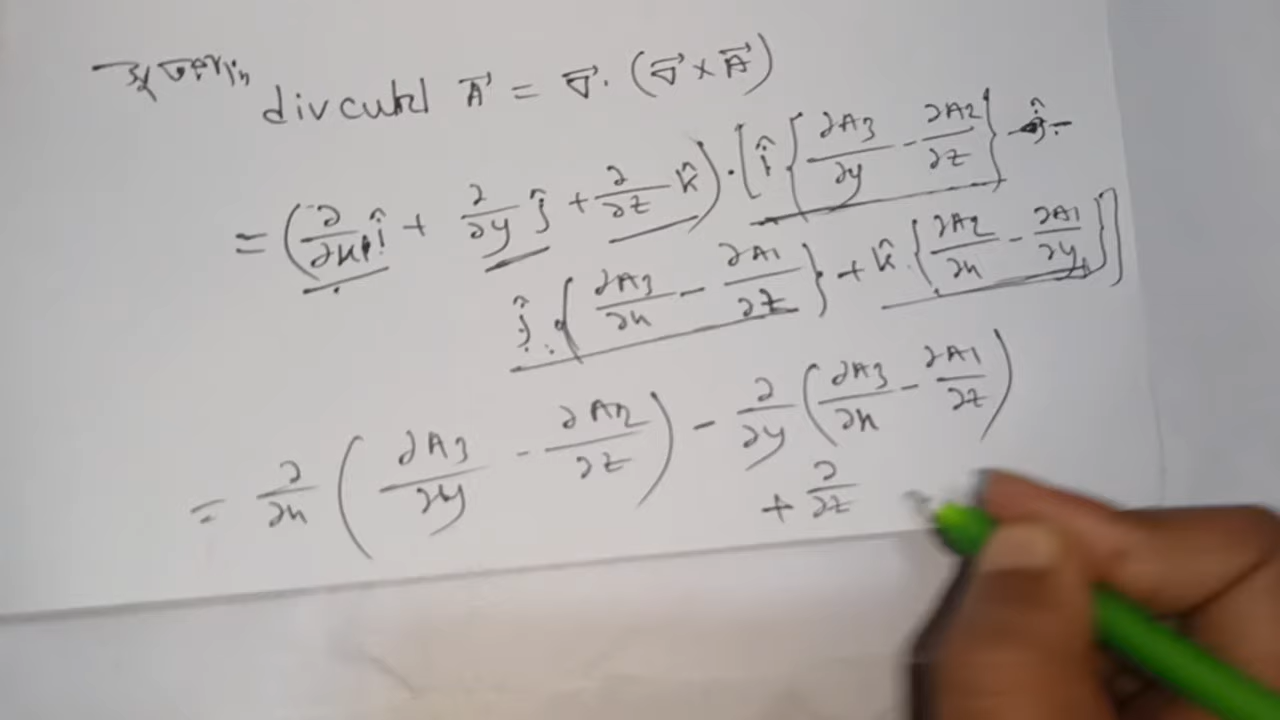 div curl A⃗ = ∇⃗ · (∇⃗ × A⃗)
= (∂/∂x î + ∂/∂y ĵ + ∂/∂z k̂) · [î {∂A3/∂y − ∂A2/∂z} −
ĵ {∂A3/∂x − ∂A1/∂z} + k̂ {∂A2/∂x − ∂A1/∂y}]
= ∂/∂x (∂A3/∂y − ∂A2/∂z) − ∂/∂y (∂A3/∂x − ∂A1/∂z)
+ ∂/∂z